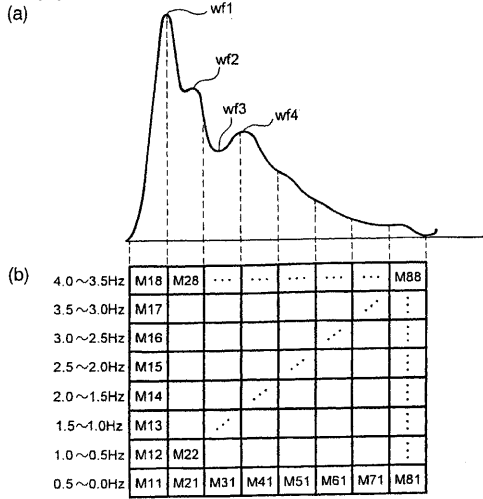 (a)
wf1
wf2
wf3
wf4
(b)
4.0～3.5Hz M18 M28 ··· ··· ··· ··· ··· M88
3.5～3.0Hz M17
3.0～2.5Hz M16
2.5～2.0Hz M15
2.0～1.5Hz M14
1.5～1.0Hz M13
1.0～0.5Hz M12 M22
0.5～0.0Hz M11 M21 M31 M41 M51 M61 M71 M81